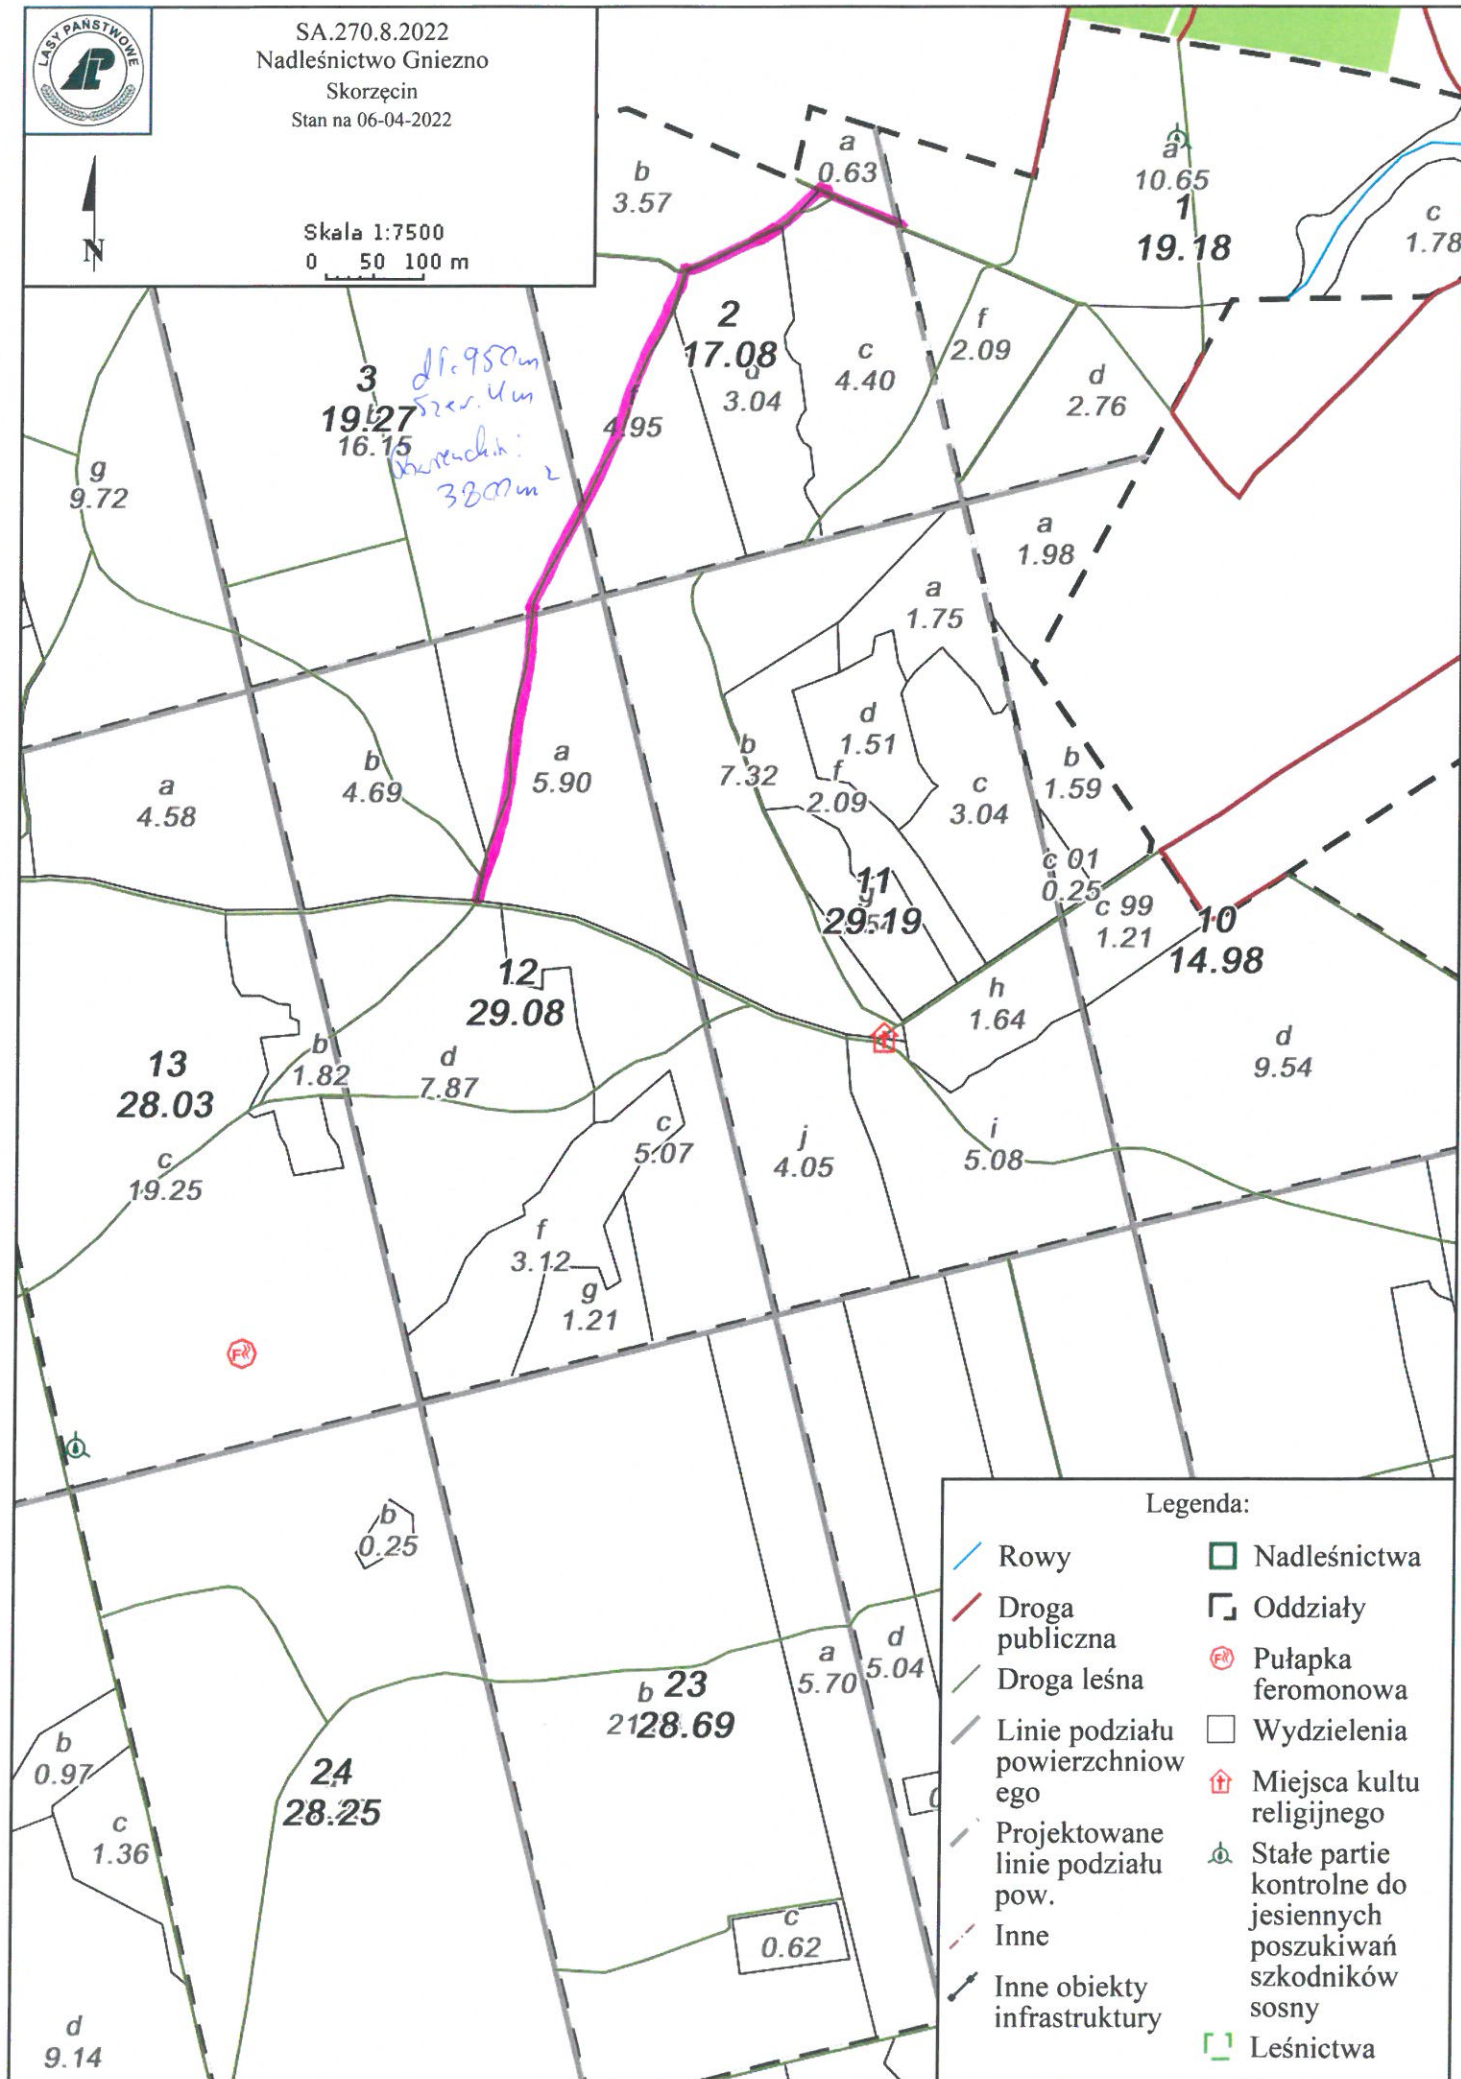 LASY PAŃSTWOWE
SA.270.8.2022
Nadleśnictwo Gniezno
Skorzęcin
Stan na 06-04-2022
N
Skala 1:7500
0 50 100 m
b
3.57
a
0.63
a
10.65
1
19.18
c
1.78
2
17.08
3.04
c
4.40
f
2.09
d
2.76
3
19.27
b
16.15
dł. 950m
szer. 4m
3800m²
4.95
g
9.72
a
1.98
a
1.75
a
4.58
b
4.69
a
5.90
b
7.32
d
1.51
f
2.09
c
3.04
b
1.59
c 01
0.25
c 99
1.21
11
29.19
g
10
14.98
12
29.08
h
1.64
d
9.54
13
28.03
b
1.82
d
7.87
c
5.07
j
4.05
i
5.08
c
19.25
f
3.12
g
1.21
F
b
0.25
a
5.70
d
5.04
b
23
28.69
b
0.97
24
28.25
c
1.36
c
0.62
d
9.14
Legenda:
Rowy
Droga
publiczna
Droga leśna
Linie podziału
powierzchniow
ego
Projektowane
linie podziału
pow.
Inne
Inne obiekty
infrastruktury
Nadleśnictwa
Oddziały
Pułapka
feromonowa
Wydzielenia
Miejsca kultu
religijnego
Stałe partie
kontrolne do
jesiennych
poszukiwań
szkodników
sosny
Leśnictwa